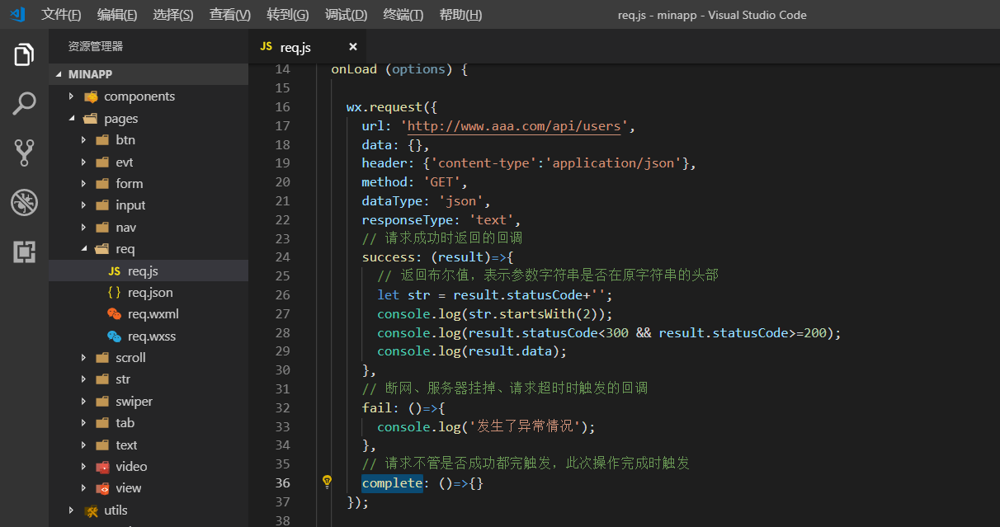 文件(F) 编辑(E) 选择(S) 查看(V) 转到(G) 调试(D) 终端(T) 帮助(H) req.js - minapp - Visual Studio Code
资源管理器
MINAPP
components
pages
btn
evt
form
input
nav
req
JS req.js
{ } req.json
req.wxml
req.wxss
scroll
str
swiper
tab
text
video
view
utils
JS req.js ×
14 onLoad (options) {
15
16 wx.request({
17 url: 'http://www.aaa.com/api/users',
18 data: {},
19 header: {'content-type':'application/json'},
20 method: 'GET',
21 dataType: 'json',
22 responseType: 'text',
23 // 请求成功时返回的回调
24 success: (result)=>{
25 // 返回布尔值，表示参数字符串是否在原字符串的头部
26 let str = result.statusCode+'';
27 console.log(str.startsWith(2));
28 console.log(result.statusCode<300 && result.statusCode>=200);
29 console.log(result.data);
30 },
31 // 断网、服务器挂掉、请求超时时触发的回调
32 fail: ()=>{
33 console.log('发生了异常情况');
34 },
35 // 请求不管是否成功都完触发，此次操作完成时触发
36 complete: ()=>{}
37 });
38